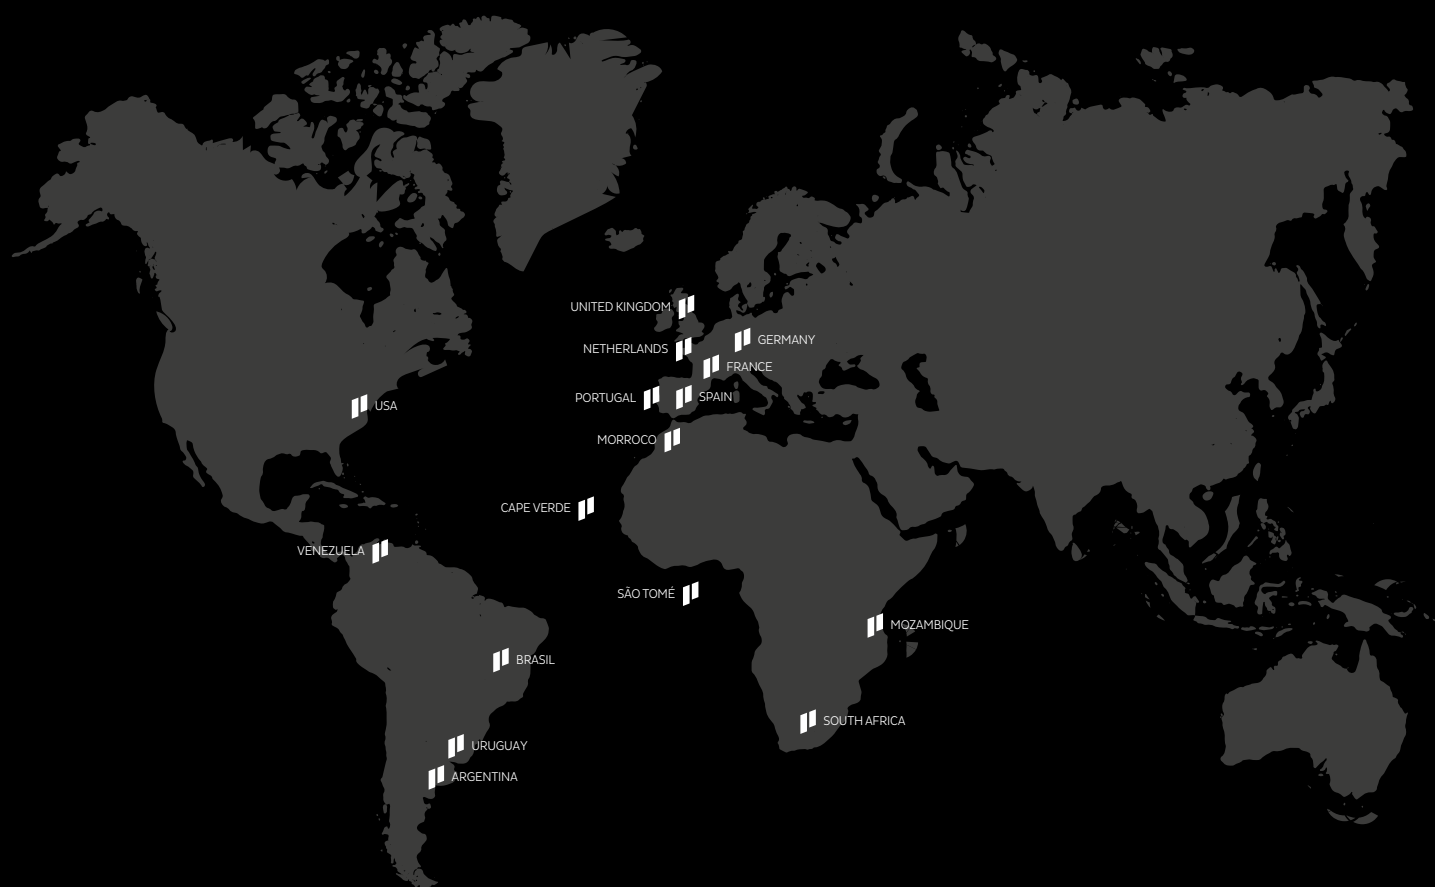 UNITED KINGDOM
GERMANY
NETHERLANDS
FRANCE
PORTUGAL
SPAIN
USA
MORROCO
CAPE VERDE
VENEZUELA
SÃO TOMÉ
MOZAMBIQUE
BRASIL
SOUTH AFRICA
URUGUAY
ARGENTINA